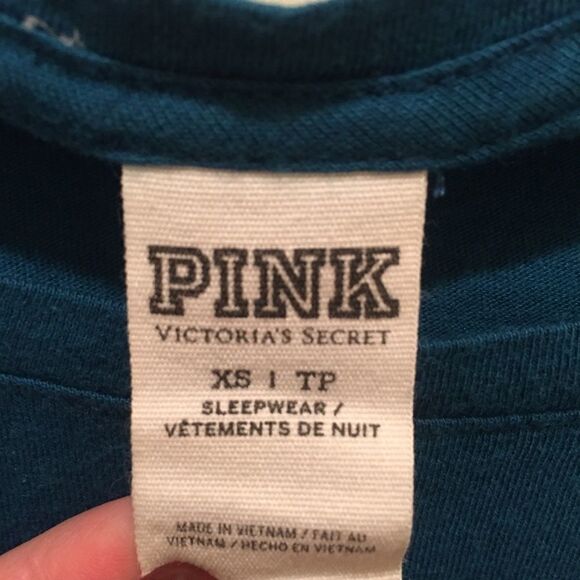 PINK
VICTORIA'S SECRET
XS | TP
SLEEPWEAR /
VÊTEMENTS DE NUIT
MADE IN VIETNAM / FAIT AU
VIETNAM / HECHO EN VIETNAM